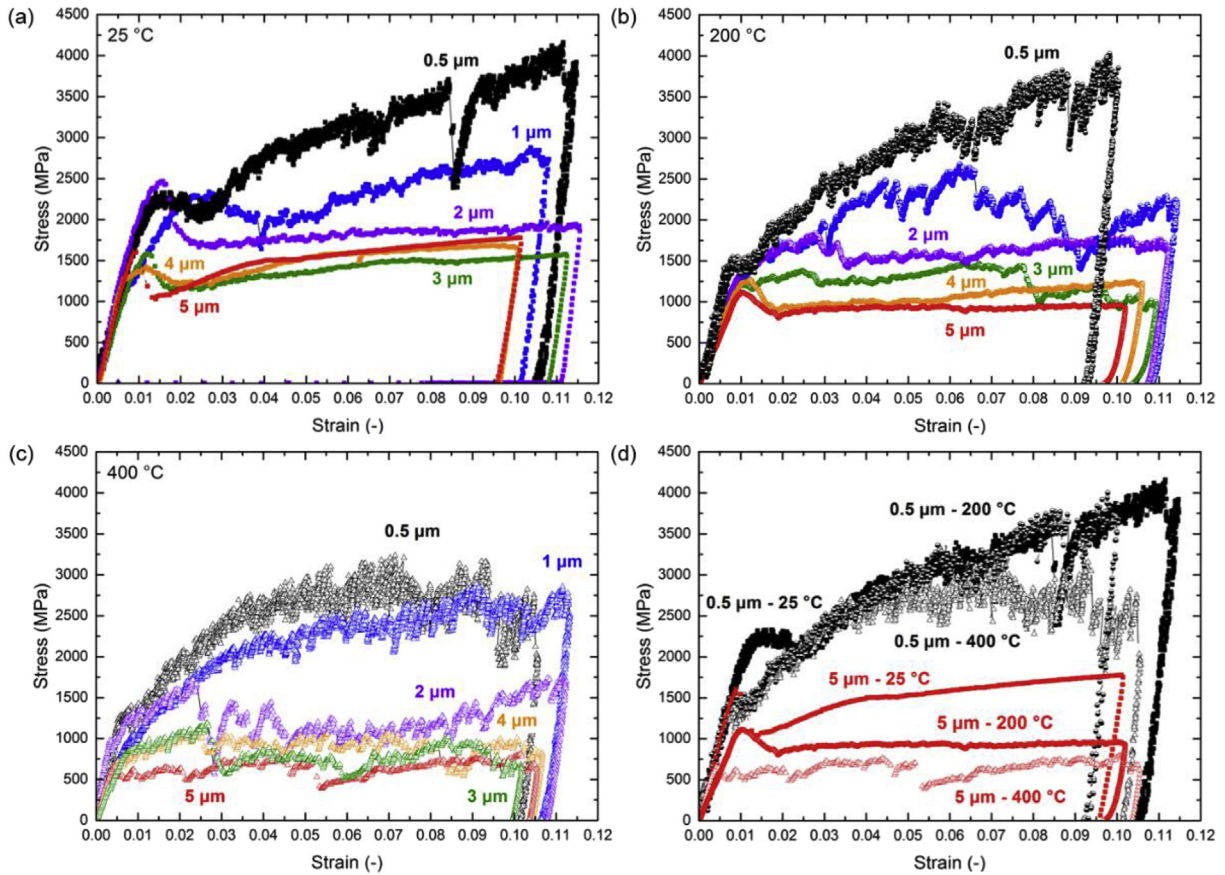 (a)
25 °C
4500
4000
3500
3000
2500
2000
1500
1000
500
0
Stress (MPa)
0.5 µm
1 µm
2 µm
4 µm
3 µm
5 µm
0.00 0.01 0.02 0.03 0.04 0.05 0.06 0.07 0.08 0.09 0.10 0.11 0.12
Strain (-)
(b)
200 °C
4500
4000
3500
3000
2500
2000
1500
1000
500
0
Stress (MPa)
0.5 µm
1 µm
2 µm
3 µm
4 µm
5 µm
0.00 0.01 0.02 0.03 0.04 0.05 0.06 0.07 0.08 0.09 0.10 0.11 0.12
Strain (-)
(c)
400 °C
4500
4000
3500
3000
2500
2000
1500
1000
500
0
Stress (MPa)
0.5 µm
1 µm
2 µm
4 µm
5 µm
3 µm
0.00 0.01 0.02 0.03 0.04 0.05 0.06 0.07 0.08 0.09 0.10 0.11 0.12
Strain (-)
(d)
4500
4000
3500
3000
2500
2000
1500
1000
500
0
Stress (MPa)
0.5 µm - 200 °C
0.5 µm - 25 °C
0.5 µm - 400 °C
5 µm - 25 °C
5 µm - 200 °C
5 µm - 400 °C
0.00 0.01 0.02 0.03 0.04 0.05 0.06 0.07 0.08 0.09 0.10 0.11 0.12
Strain (-)